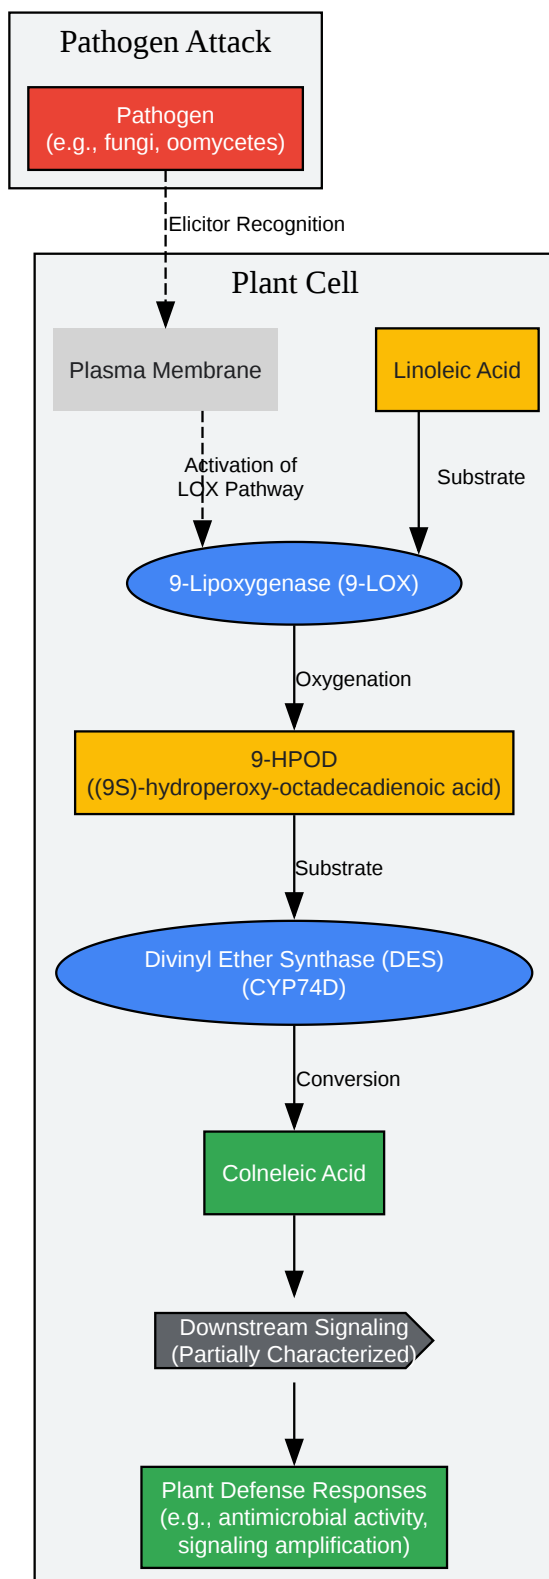 Pathogen Attack
Pathogen
(e.g., fungi, oomycetes)
Elicitor Recognition
Plant Cell
Plasma Membrane
Linoleic Acid
Activation of
LOX Pathway
Substrate
9-Lipoxygenase (9-LOX)
Oxygenation
9-HPOD
((9S)-hydroperoxy-octadecadienoic acid)
Substrate
Divinyl Ether Synthase (DES)
(CYP74D)
Conversion
Colneleic Acid
Downstream Signaling
(Partially Characterized)
Plant Defense Responses
(e.g., antimicrobial activity,
signaling amplification)